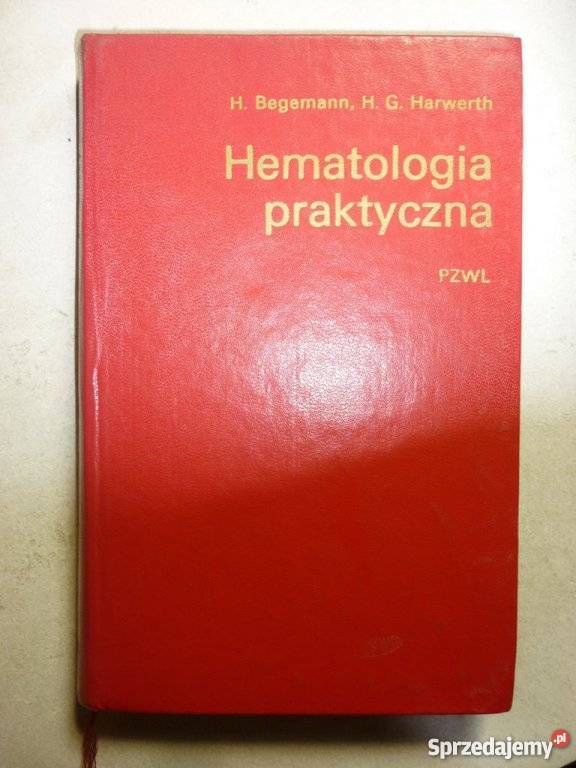 H. Begemann, H. G. Harwerth
Hematologia
praktyczna
PZWL
Sprzedajemy.pl